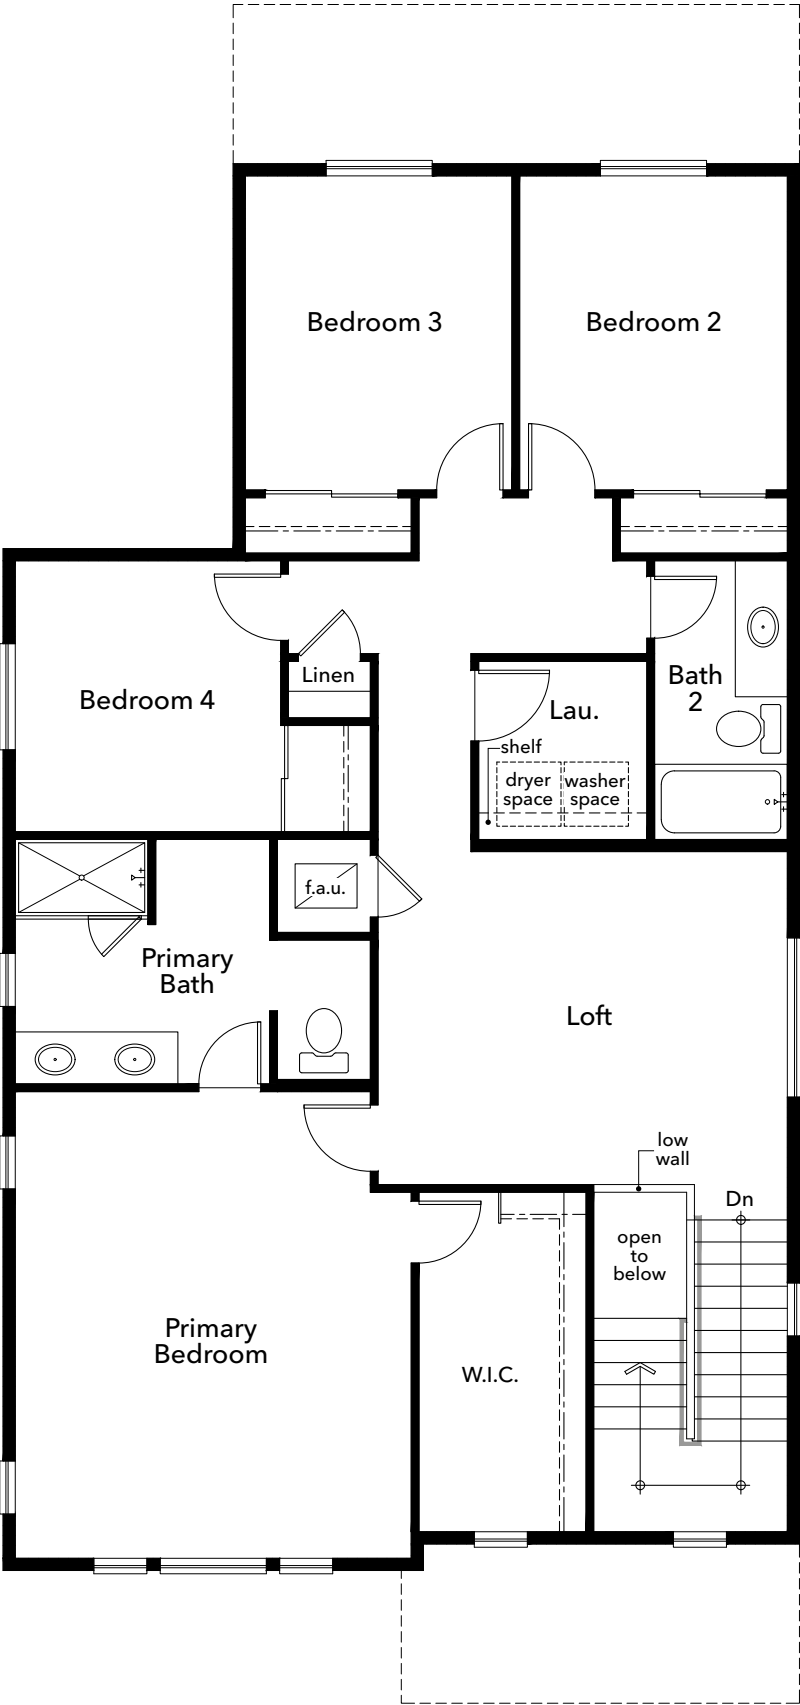 Bedroom 3
Bedroom 2
Linen
Bedroom 4
Bath
2
Lau.
shelf
dryer
space
washer
space
f.a.u.
Primary
Bath
Loft
low
wall
Dn
open
to
below
Primary
Bedroom
W.I.C.